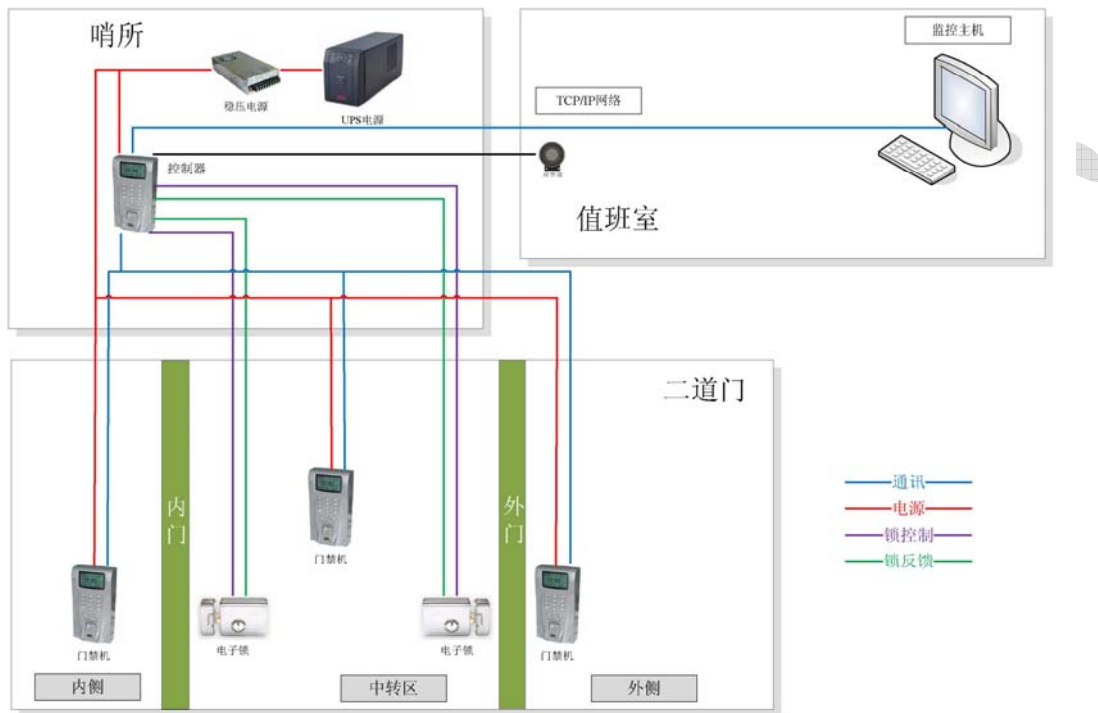 哨所
稳压电源
UPS电源
控制器
监控主机
TCP/IP网络
值班室
二道门
内门
外门
门禁机
门禁机
门禁机
电子锁
电子锁
内侧
中转区
外侧
通讯
电源
锁控制
锁反馈